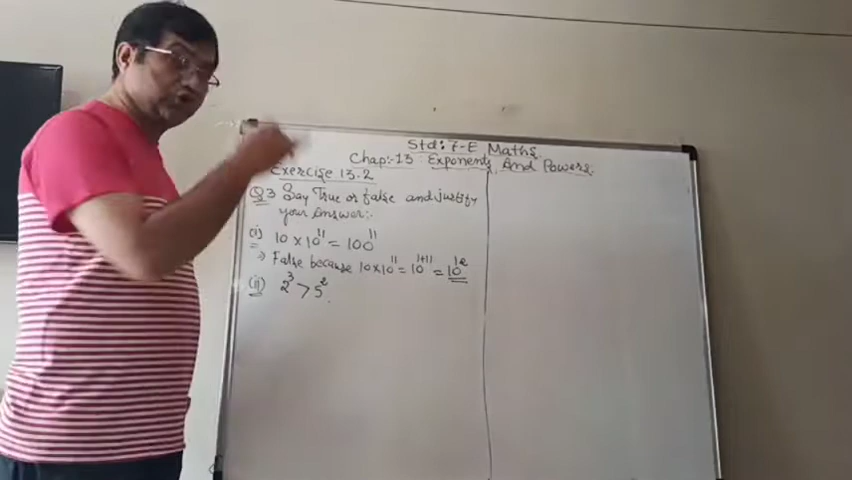 Std:- 7-E Maths
Chap:-13 Exponents And Powers.
Exercise 13.2
Q3 Say True or false and justify
your Answer:-
(i) 10 × 10¹¹ = 100¹¹
⇒ False because 10×10¹¹ = 10¹⁺¹¹ = 10¹²
(ii) 2³ > 5²